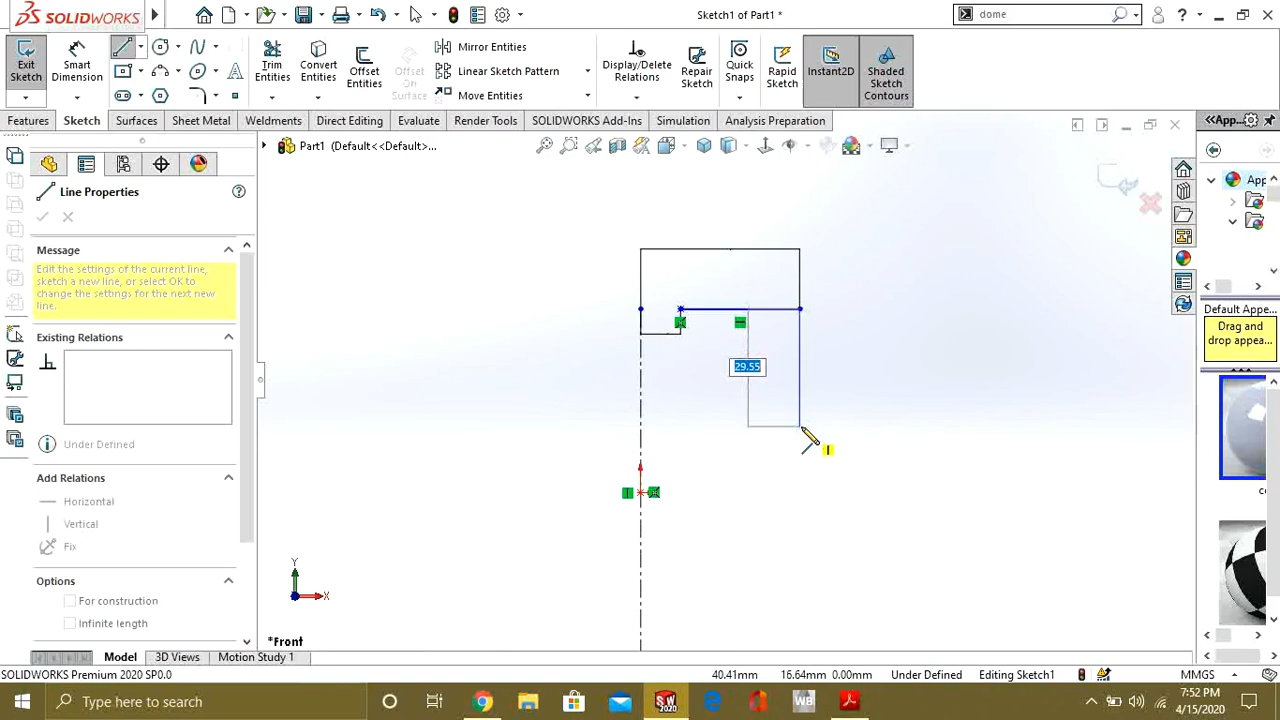 SOLIDWORKS
Sketch1 of Part1 *
dome
?
Exit
Sketch
Smart
Dimension
Trim
Entities
Convert
Entities
Offset
Entities
Offset
On
Surface
Mirror Entities
Linear Sketch Pattern
Move Entities
Display/Delete
Relations
Repair
Sketch
Quick
Snaps
Rapid
Sketch
Instant2D
Shaded
Sketch
Contours
Features
Sketch
Surfaces
Sheet Metal
Weldments
Direct Editing
Evaluate
Render Tools
SOLIDWORKS Add-Ins
Simulation
Analysis Preparation
<<App...
Part1 (Default<<Default>...
Line Properties
?
App
Message
Edit the settings of the current line,
sketch a new line, or select OK to
change the settings for the next new
line.
Existing Relations
Default Appe...
Drag and
drop appea...
29.55
Under Defined
Add Relations
Horizontal
Vertical
Fix
Options
For construction
Infinite length
Y
X
*Front
Model
3D Views
Motion Study 1
SOLIDWORKS Premium 2020 SP0.0
40.41mm
16.64mm 0.00mm
Under Defined
Editing Sketch1
MMGS
Type here to search
SW
2020
7:52 PM
4/15/2020